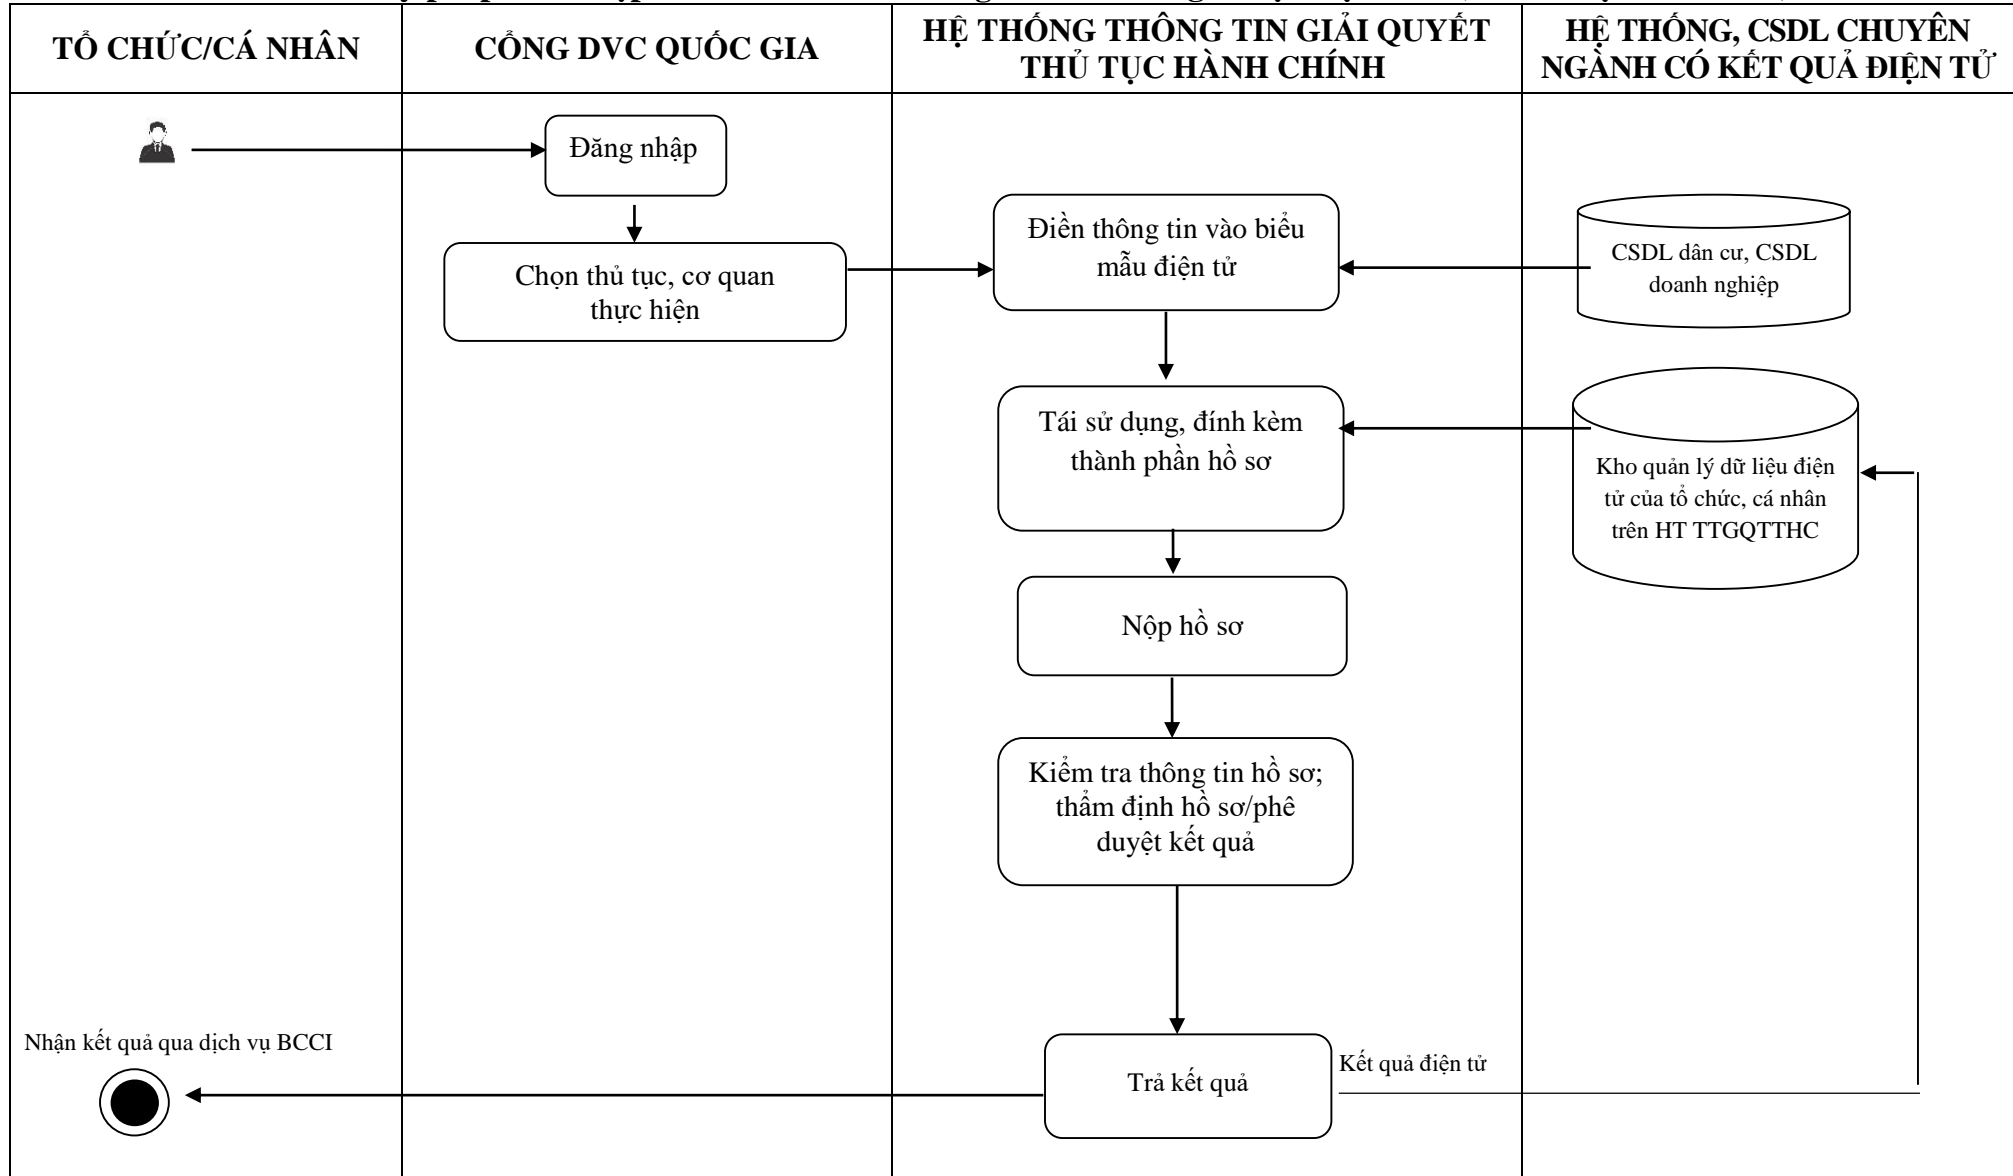 TỔ CHỨC/CÁ NHÂN
CỔNG DVC QUỐC GIA
HỆ THỐNG THÔNG TIN GIẢI QUYẾT
THỦ TỤC HÀNH CHÍNH
HỆ THỐNG, CSDL CHUYÊN
NGÀNH CÓ KẾT QUẢ ĐIỆN TỬ
Đăng nhập
Chọn thủ tục, cơ quan
thực hiện
Điền thông tin vào biểu
mẫu điện tử
CSDL dân cư, CSDL
doanh nghiệp
Tái sử dụng, đính kèm
thành phần hồ sơ
Kho quản lý dữ liệu điện
tử của tổ chức, cá nhân
trên HT TTGQTTHC
Nộp hồ sơ
Kiểm tra thông tin hồ sơ;
thẩm định hồ sơ/phê
duyệt kết quả
Nhận kết quả qua dịch vụ BCCI
Trả kết quả
Kết quả điện tử